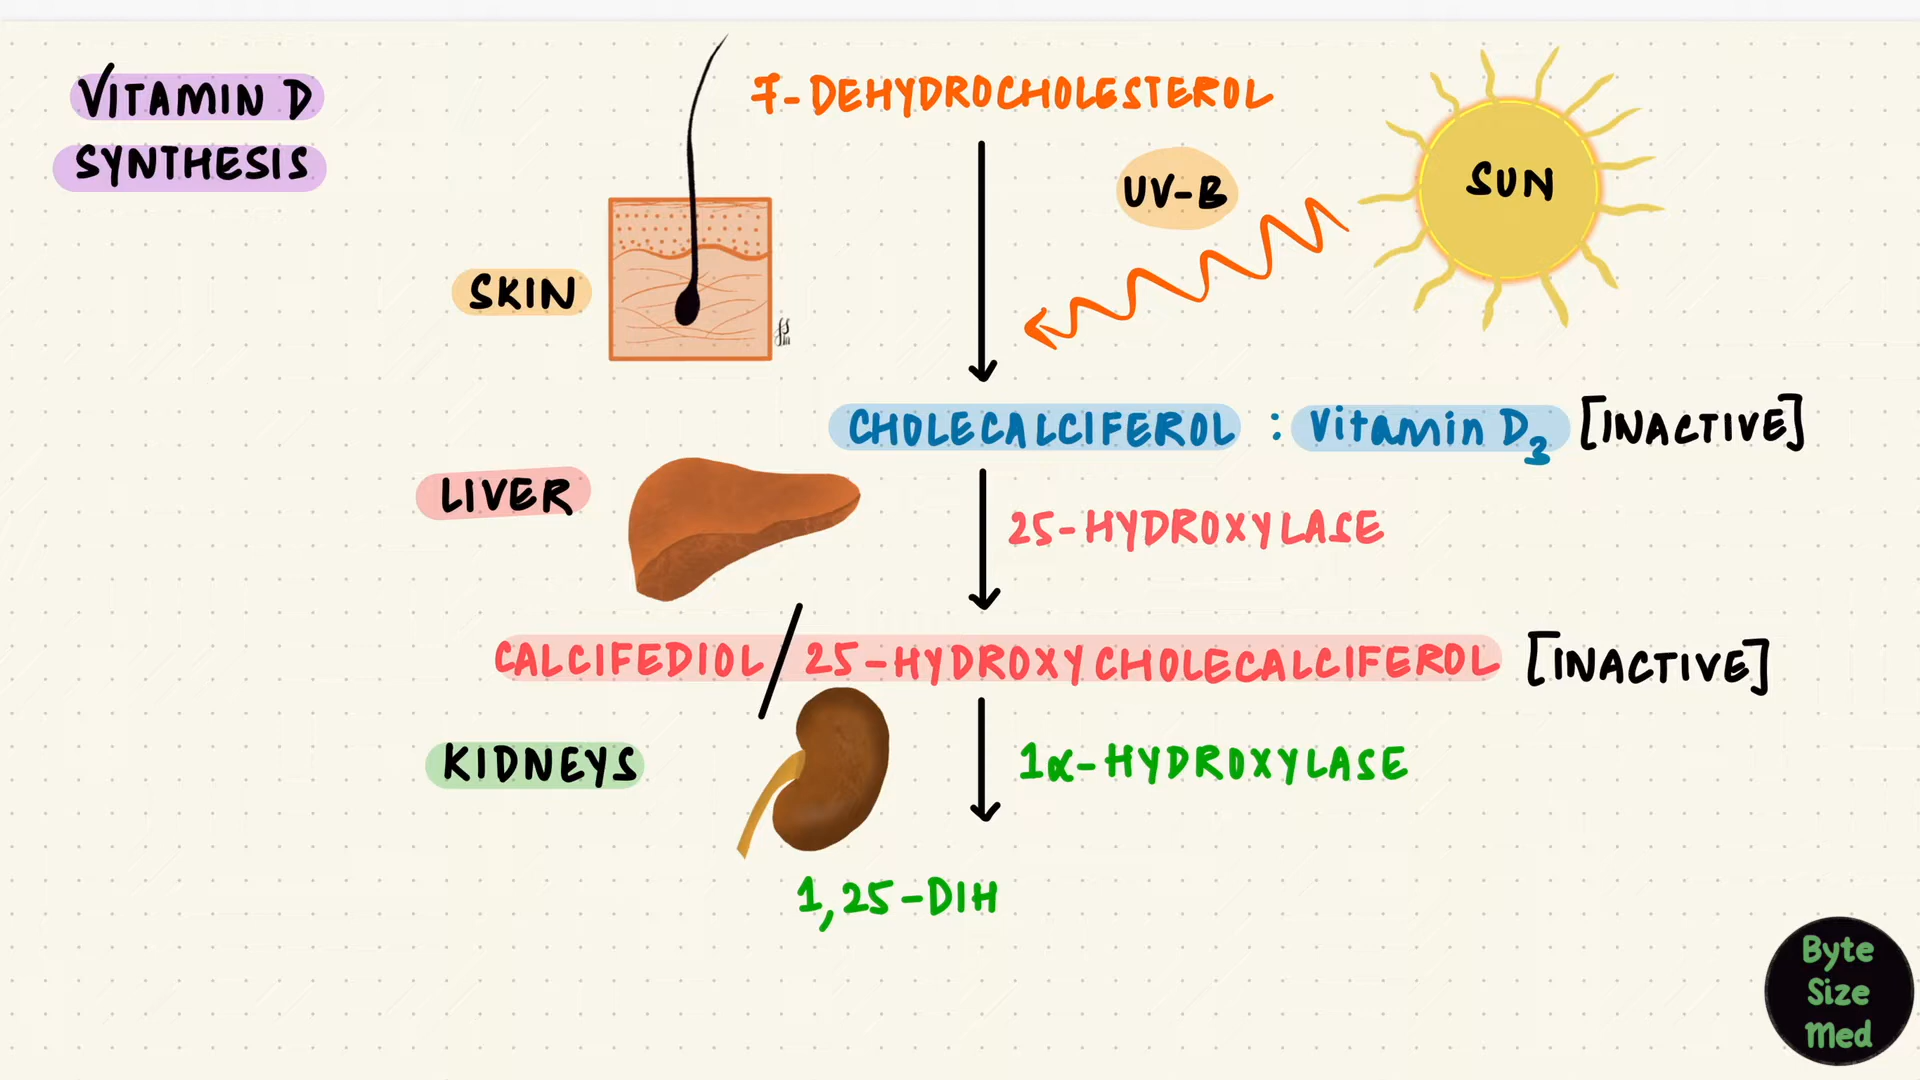 VITAMIN D
SYNTHESIS
7-DEHYDROCHOLESTEROL
UV-B
SUN
SKIN
CHOLECALCIFEROL : Vitamin D₃ [INACTIVE]
LIVER
25-HYDROXYLASE
CALCIFEDIOL / 25-HYDROXYCHOLECALCIFEROL [INACTIVE]
KIDNEYS
1α-HYDROXYLASE
1,25-DIH
Byte
Size
Med